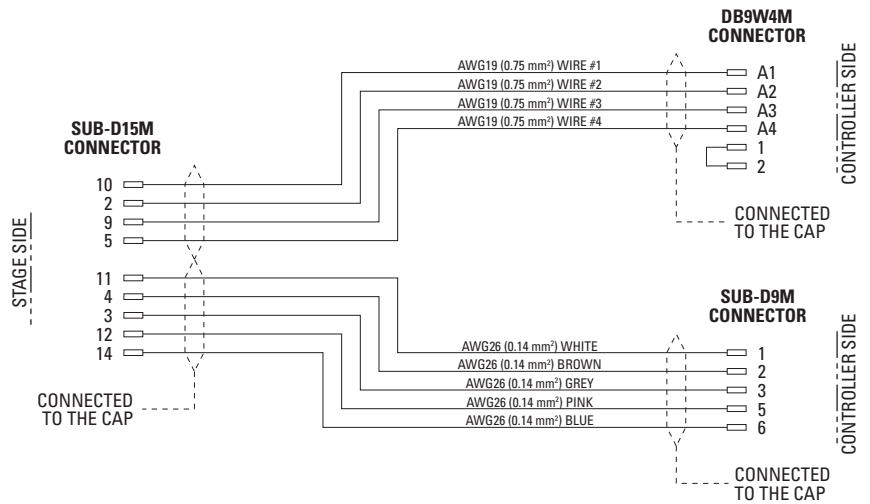 DB9W4M
CONNECTOR
AWG19 (0.75 mm²) WIRE #1
A1
AWG19 (0.75 mm²) WIRE #2
A2
AWG19 (0.75 mm²) WIRE #3
A3
AWG19 (0.75 mm²) WIRE #4
A4
1
2
CONTROLLER SIDE
CONNECTED
TO THE CAP
SUB-D15M
CONNECTOR
10
2
9
5
11
4
3
12
14
STAGE SIDE
CONNECTED
TO THE CAP
SUB-D9M
CONNECTOR
AWG26 (0.14 mm²) WHITE
1
AWG26 (0.14 mm²) BROWN
2
AWG26 (0.14 mm²) GREY
3
AWG26 (0.14 mm²) PINK
5
AWG26 (0.14 mm²) BLUE
6
CONTROLLER SIDE
CONNECTED
TO THE CAP